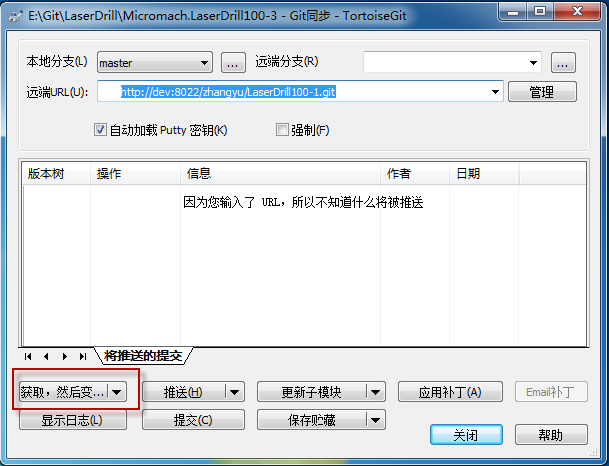 E:\Git\LaserDrill\Micromach.LaserDrill100-3 - Git同步 - TortoiseGit
本地分支(L) master ... 远端分支(R) ...
远端URL(U): http://dev:8022/zhangyu/LaserDrill100-1.git 管理
自动加载 Putty 密钥(K) 强制(F)
版本树 操作 信息 作者 日期
因为您输入了 URL，所以不知道什么将被推送
将推送的提交
获取，然后变... 推送(H) 更新子模块 应用补丁(A) Email补丁
显示日志(L) 提交(C) 保存贮藏
关闭 帮助